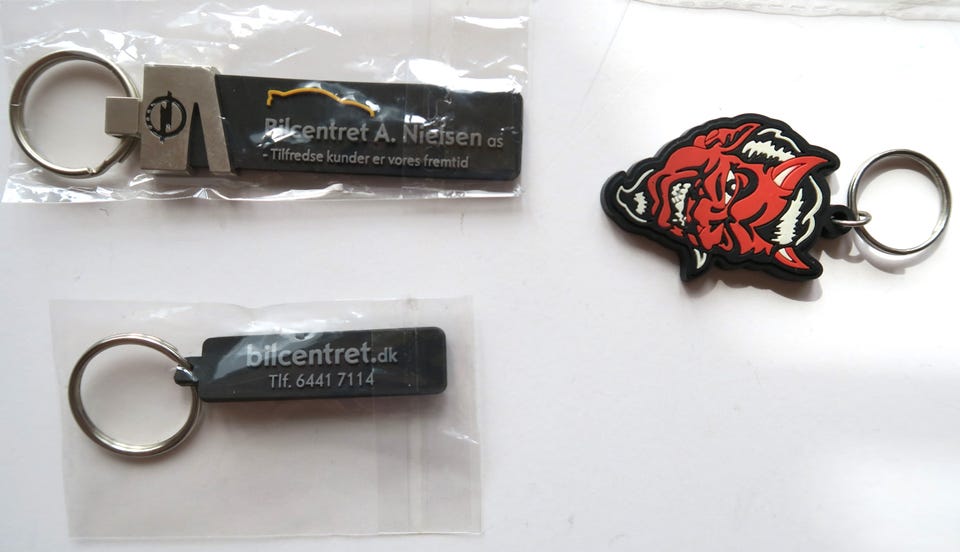 Bilcentret A. Nielsen as
- Tilfredse kunder er vores fremtid
bilcentret.dk
Tlf. 6441 7114